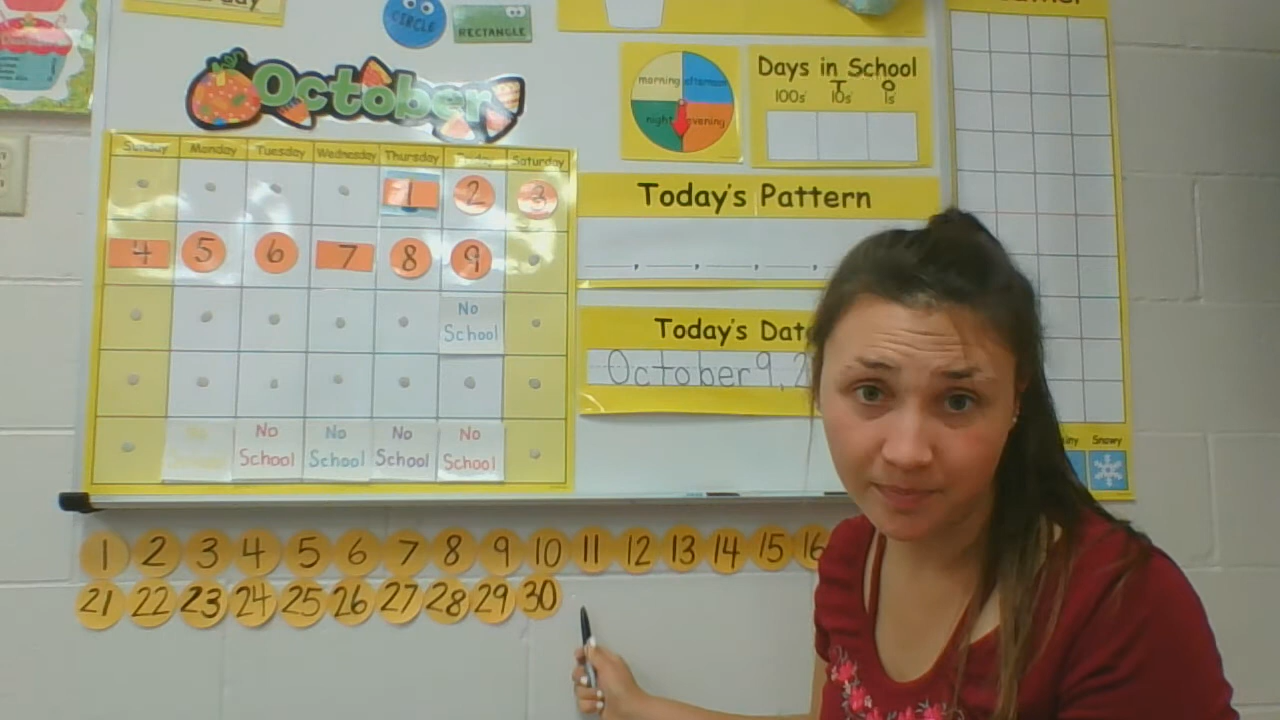 CIRCLE
RECTANGLE
October
morning afternoon
night evening
Days in School
T O
100s 10s 1s
Sunday Monday Tuesday Wednesday Thursday Friday Saturday
1 2 3
4 5 6 7 8 9
No
School
No No No No
School School School School
Today's Pattern
Today's Dat
October 9, 2
Snowy
1 2 3 4 5 6 7 8 9 10 11 12 13 14 15 16
21 22 23 24 25 26 27 28 29 30